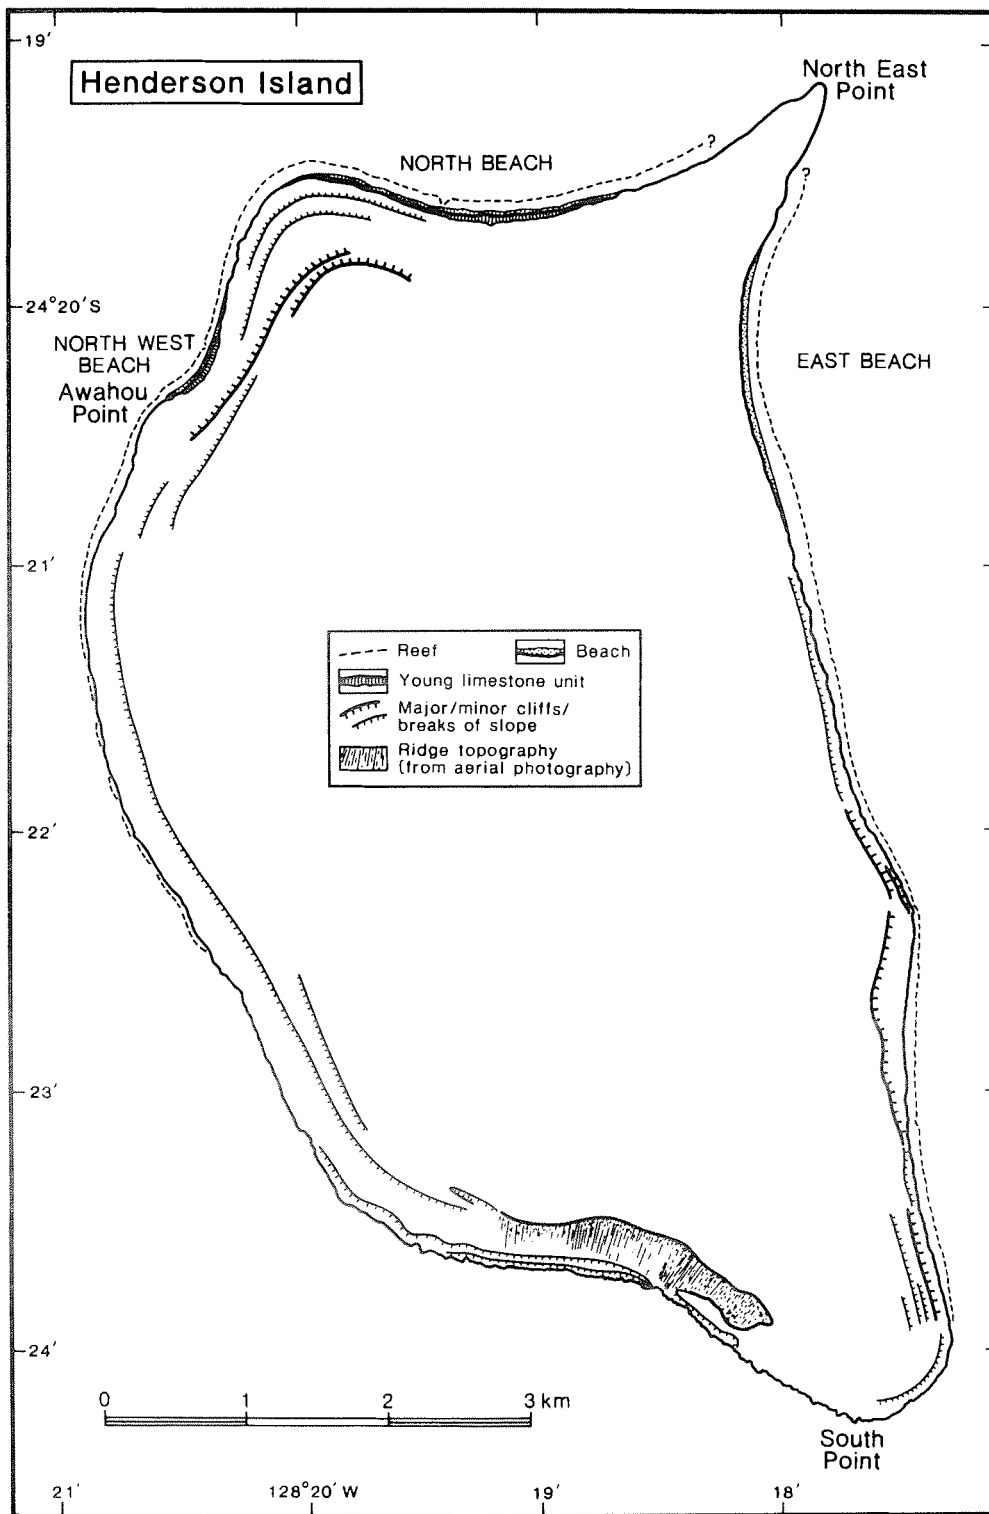 19′
Henderson Island
North East
Point
?
NORTH BEACH
?
24°20′S
NORTH WEST
BEACH
EAST BEACH
Awahou
Point
21′
Reef
Beach
Young limestone unit
Major/minor cliffs/
breaks of slope
Ridge topography
(from aerial photography)
22′
23′
24′
0 1 2 3 km
South
Point
21′ 128°20′ W 19′ 18′